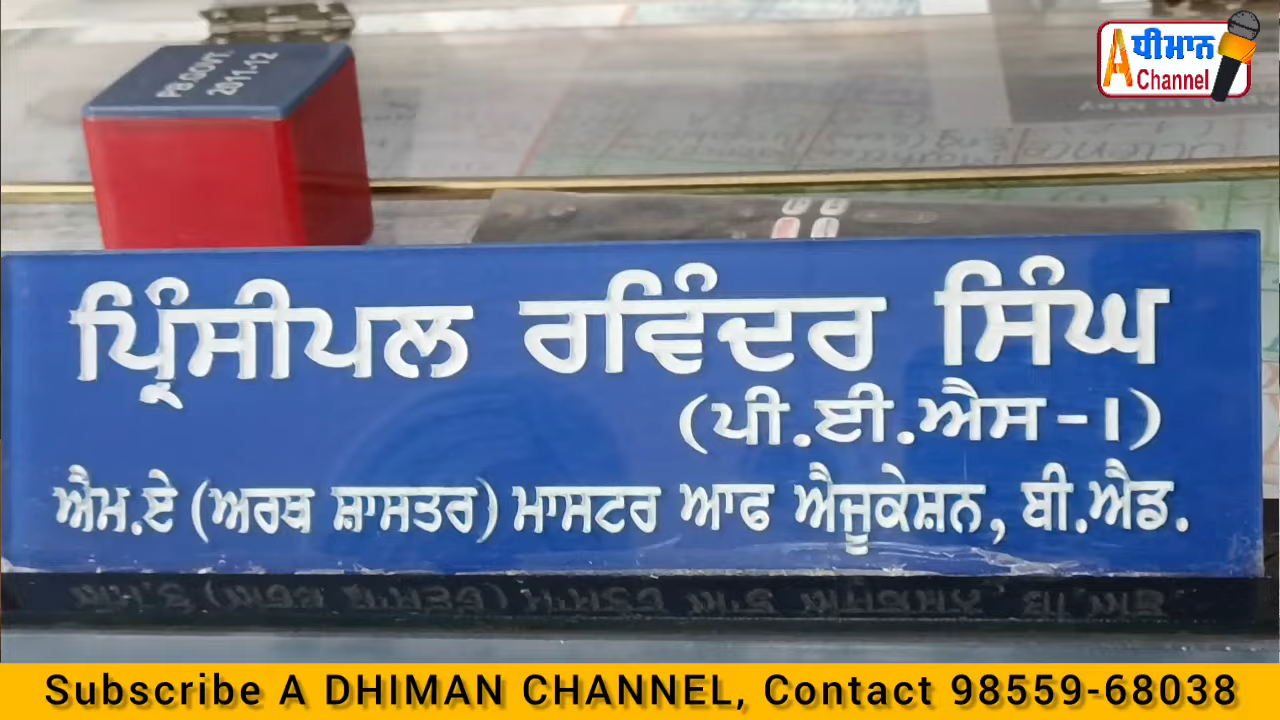 A ਧੀਮਾਨ
Channel
PB.GOVT.
2011-12
ਪ੍ਰਿੰਸੀਪਲ ਰਵਿੰਦਰ ਸਿੰਘ
(ਪੀ.ਈ.ਐਸ-।)
ਐਮ.ਏ (ਅਰਥ ਸ਼ਾਸਤਰ) ਮਾਸਟਰ ਆਫ ਐਜੂਕੇਸ਼ਨ, ਬੀ.ਐਡ.
Subscribe A DHIMAN CHANNEL, Contact 98559-68038